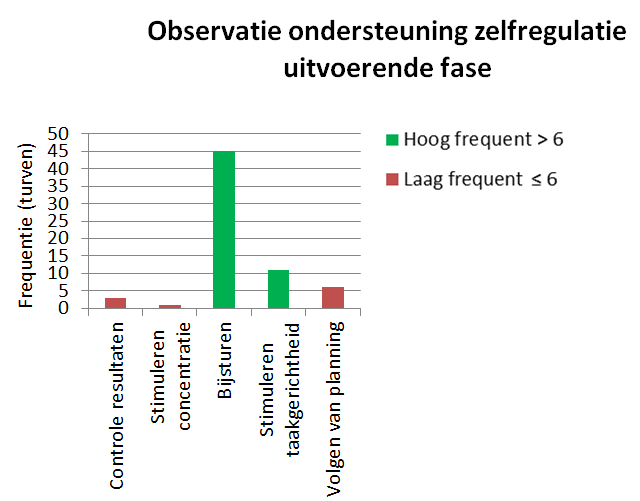 Observatie ondersteuning zelfregulatie
uitvoerende fase
Frequentie (turven)
50
45
40
35
30
25
20
15
10
5
0
Controle resultaten
Stimuleren
concentratie
Bijsturen
Stimuleren
taakgerichtheid
Volgen van planning
Hoog frequent > 6
Laag frequent ≤ 6